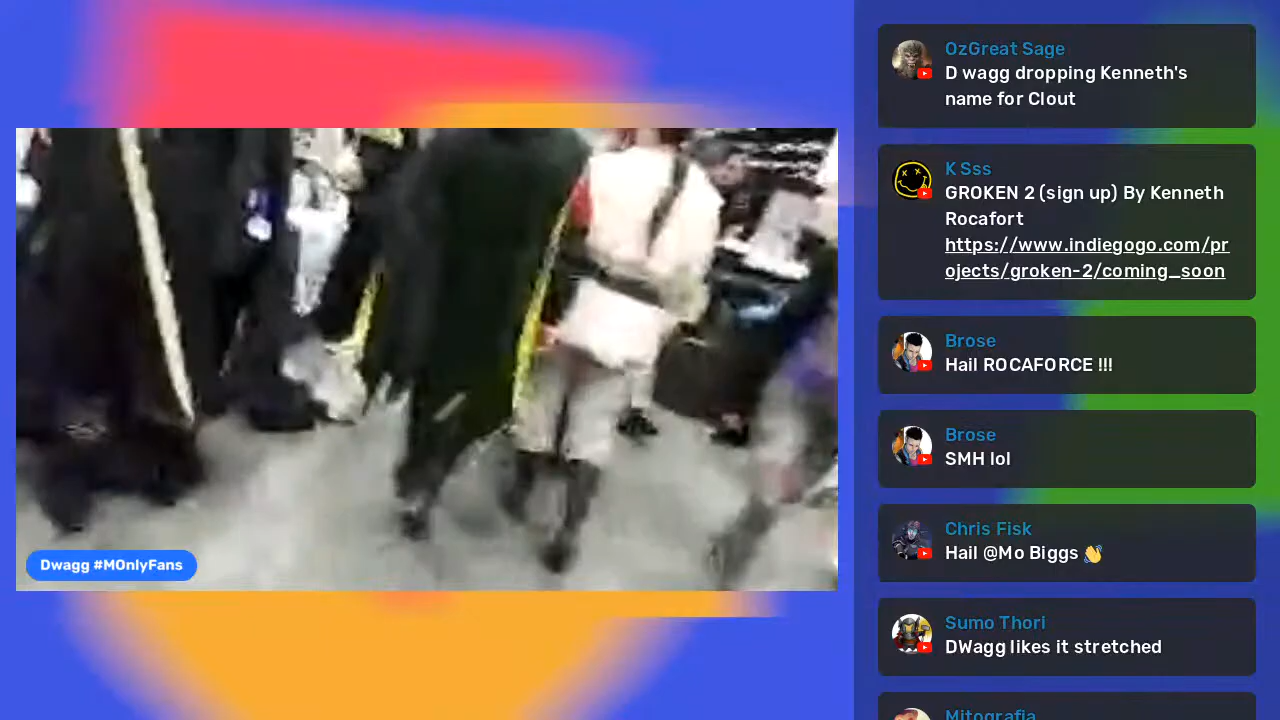 OzGreat Sage
D wagg dropping Kenneth's
name for Clout
K Sss
GROKEN 2 (sign up) By Kenneth
Rocafort
https://www.indiegogo.com/pr
ojects/groken-2/coming_soon
Brose
Hail ROCAFORCE !!!
Brose
SMH lol
Chris Fisk
Hail @Mo Biggs 👋
Sumo Thori
DWagg likes it stretched
Mitografia
Dwagg #MOnlyFans